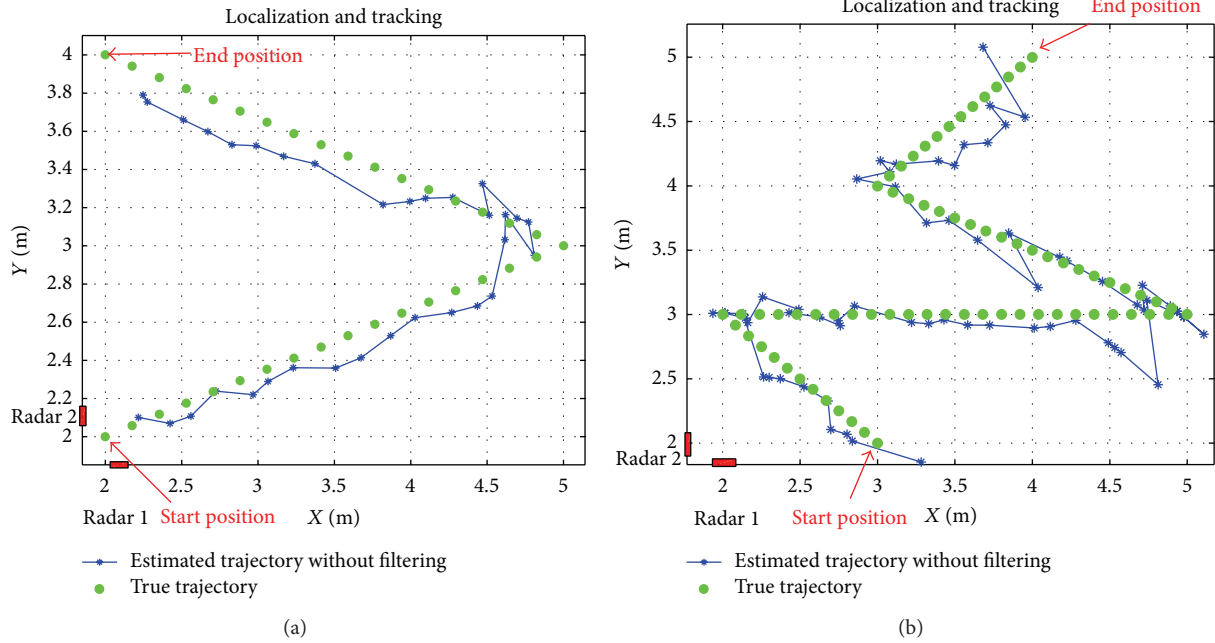 Localization and tracking
End position
4
3.8
3.6
3.4
3.2
3
2.8
2.6
2.4
2.2
2
Y (m)
Radar 2
2 2.5 3 3.5 4 4.5 5
Radar 1 Start position X (m)
Estimated trajectory without filtering
True trajectory
(a)
Localization and tracking End position
5
4.5
4
3.5
3
2.5
2
Y (m)
Radar 2
2 2.5 3 3.5 4 4.5 5
Radar 1 Start position X (m)
Estimated trajectory without filtering
True trajectory
(b)